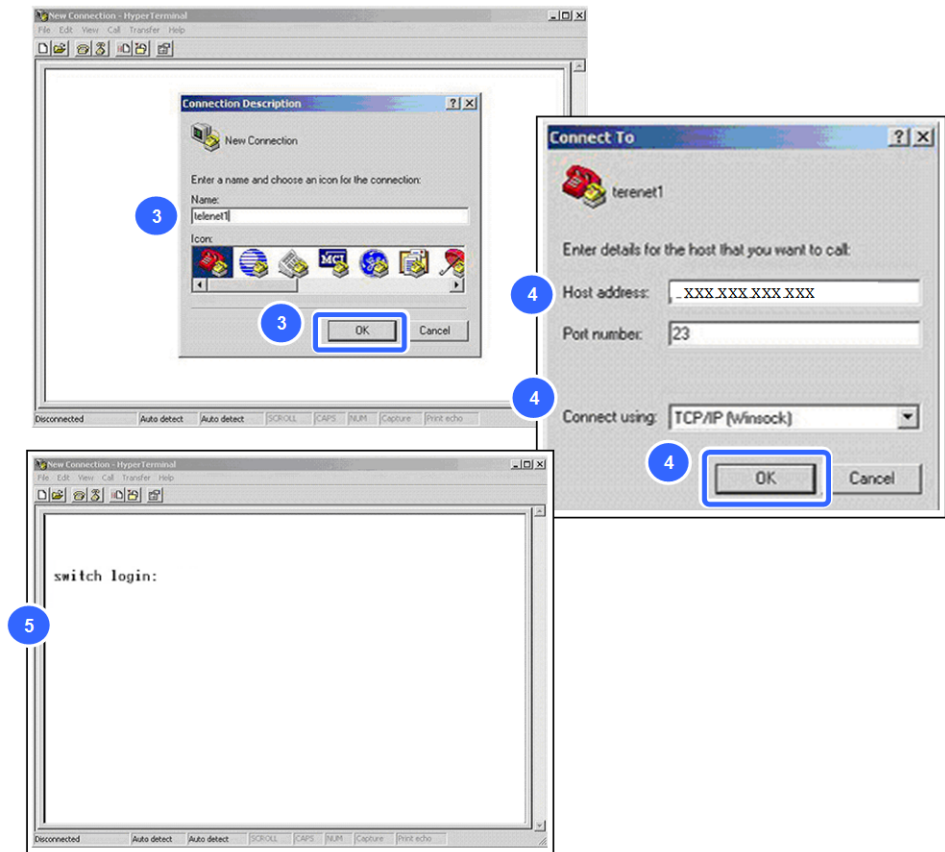 New Connection - HyperTerminal
File Edit View Call Transfer Help
Connection Description
New Connection
Enter a name and choose an icon for the connection:
Name:
3
telenet1
Icon:
MCI
3
OK Cancel
Disconnected Auto detect Auto detect SCROLL CAPS NUM Capture Print echo
Connect To
terenet1
Enter details for the host that you want to call:
4
Host address: _XXX.XXX.XXX.XXX
Port number: 23
4
Connect using: TCP/IP (Winsock)
4
OK Cancel
New Connection - HyperTerminal
File Edit View Call Transfer Help
switch login:
5
Disconnected Auto detect Auto detect SCROLL CAPS NUM Capture Print echo